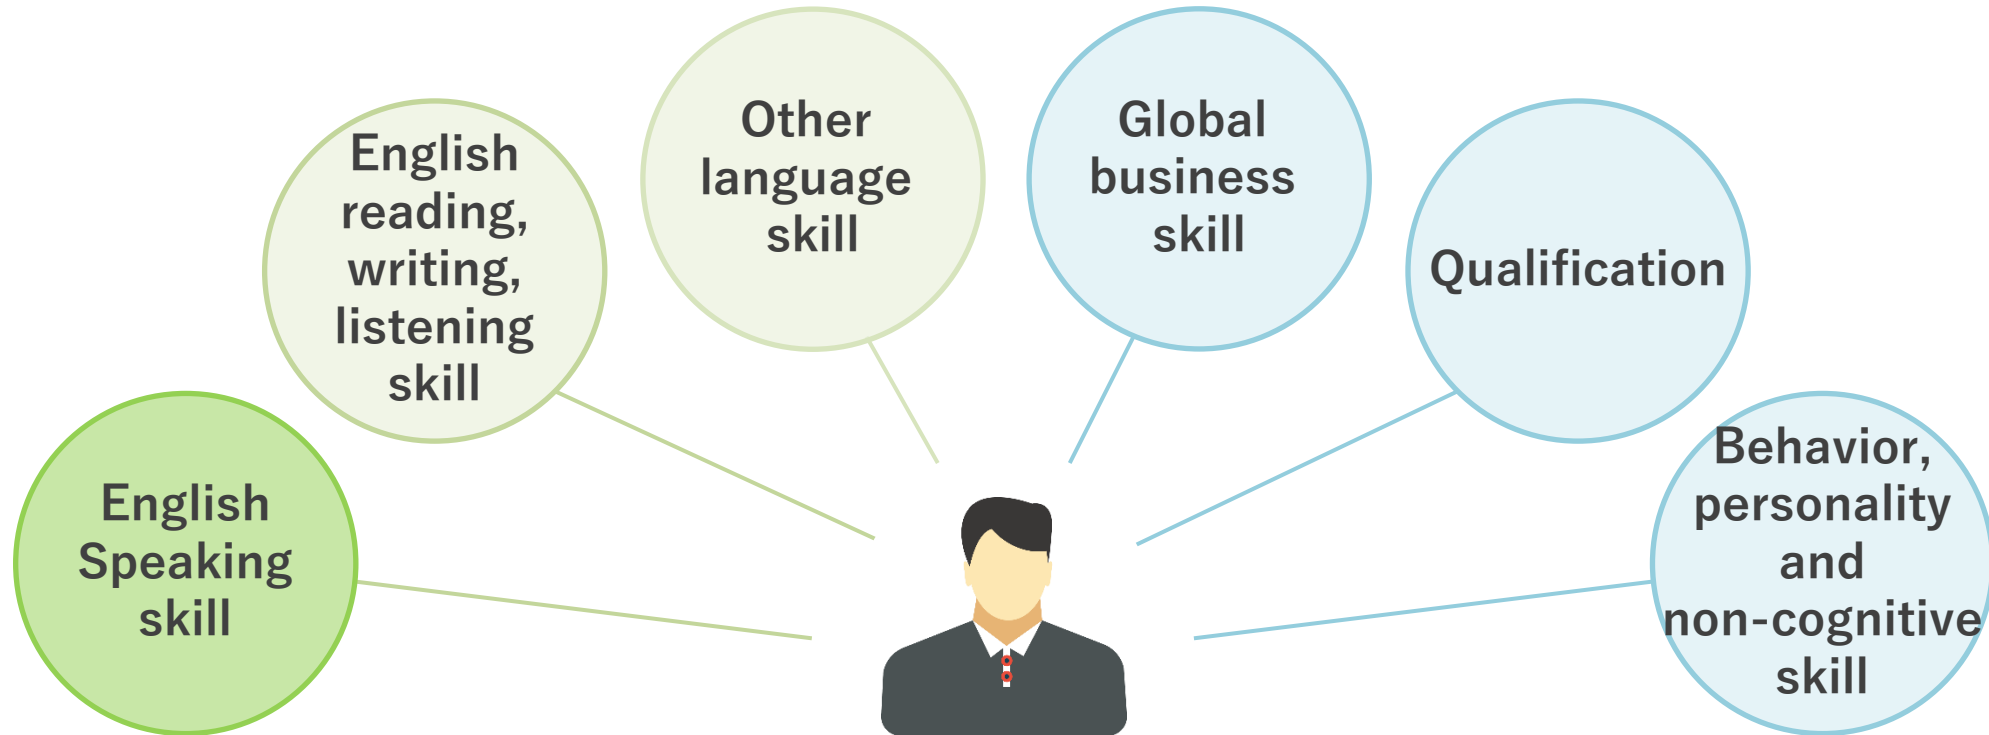 English
Speaking
skill
English
reading,
writing,
listening
skill
Other
language
skill
Global
business
skill
Qualification
Behavior,
personality
and
non-cognitive
skill